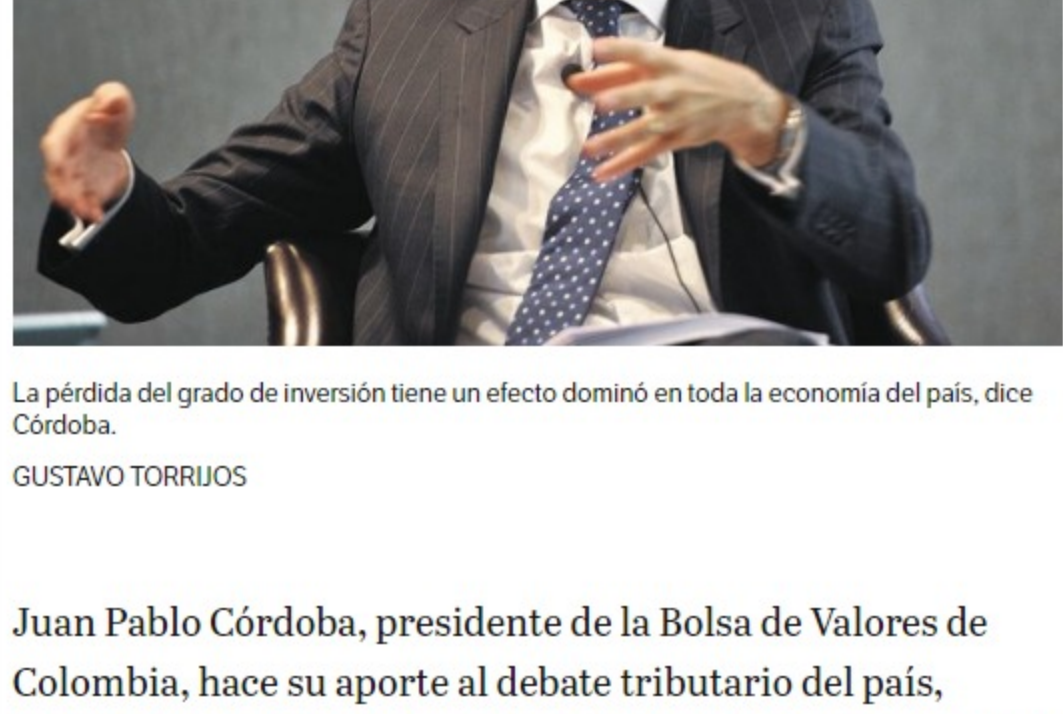 La pérdida del grado de inversión tiene un efecto dominó en toda la economía del país, dice
Córdoba.
GUSTAVO TORRIJOS
Juan Pablo Córdoba, presidente de la Bolsa de Valores de
Colombia, hace su aporte al debate tributario del país,